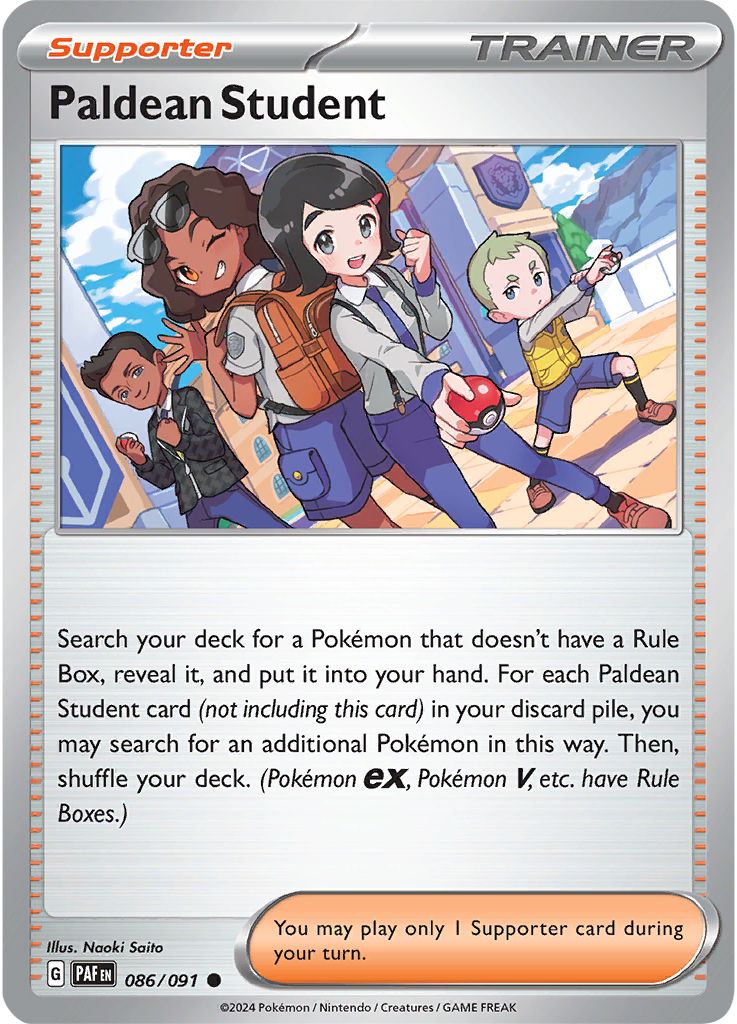 Supporter
TRAINER
Paldean Student
Search your deck for a Pokémon that doesn't have a Rule
Box, reveal it, and put it into your hand. For each Paldean
Student card (not including this card) in your discard pile, you
may search for an additional Pokémon in this way. Then,
shuffle your deck. (Pokémon ex, Pokémon V, etc. have Rule
Boxes.)
You may play only 1 Supporter card during
your turn.
Illus. Naoki Saito
G PAF EN 086/091
©2024 Pokémon / Nintendo / Creatures / GAME FREAK